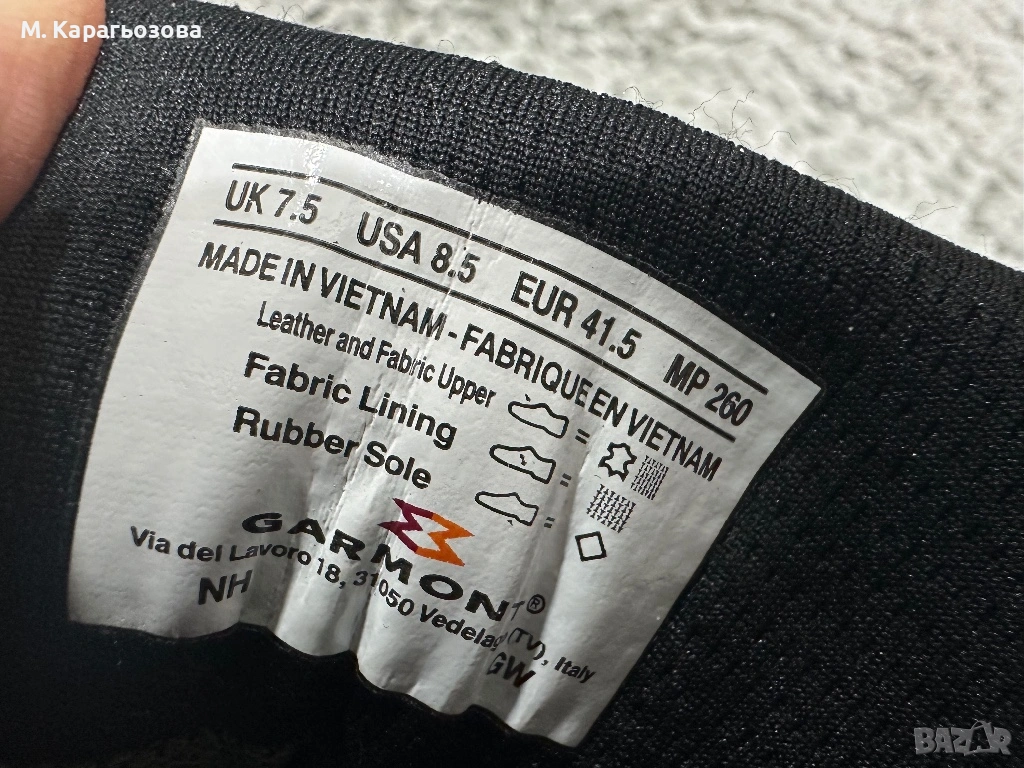 М. Карагьозова
UK 7.5 USA 8.5 EUR 41.5 MP 260
MADE IN VIETNAM - FABRIQUE EN VIETNAM
Leather and Fabric Upper =
Fabric Lining =
Rubber Sole =
GARMONT®
Via del Lavoro 18, 31050 Vedelago (TV), Italy
NH GW
BAZAR